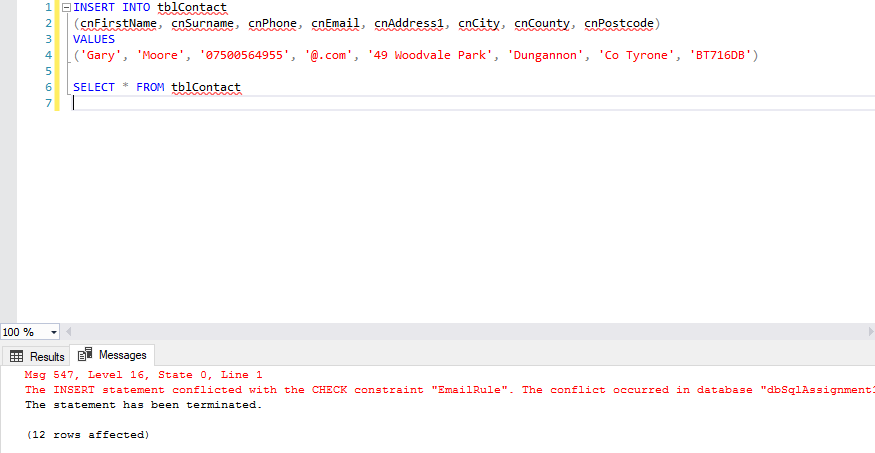 1 INSERT INTO tblContact
2 (cnFirstName, cnSurname, cnPhone, cnEmail, cnAddress1, cnCity, cnCounty, cnPostcode)
3 VALUES
4 ('Gary', 'Moore', '07500564955', '@.com', '49 Woodvale Park', 'Dungannon', 'Co Tyrone', 'BT716DB')
5
6 SELECT * FROM tblContact
7
100 %
Results Messages
Msg 547, Level 16, State 0, Line 1
The INSERT statement conflicted with the CHECK constraint "EmailRule". The conflict occurred in database "dbSqlAssignment
The statement has been terminated.
(12 rows affected)